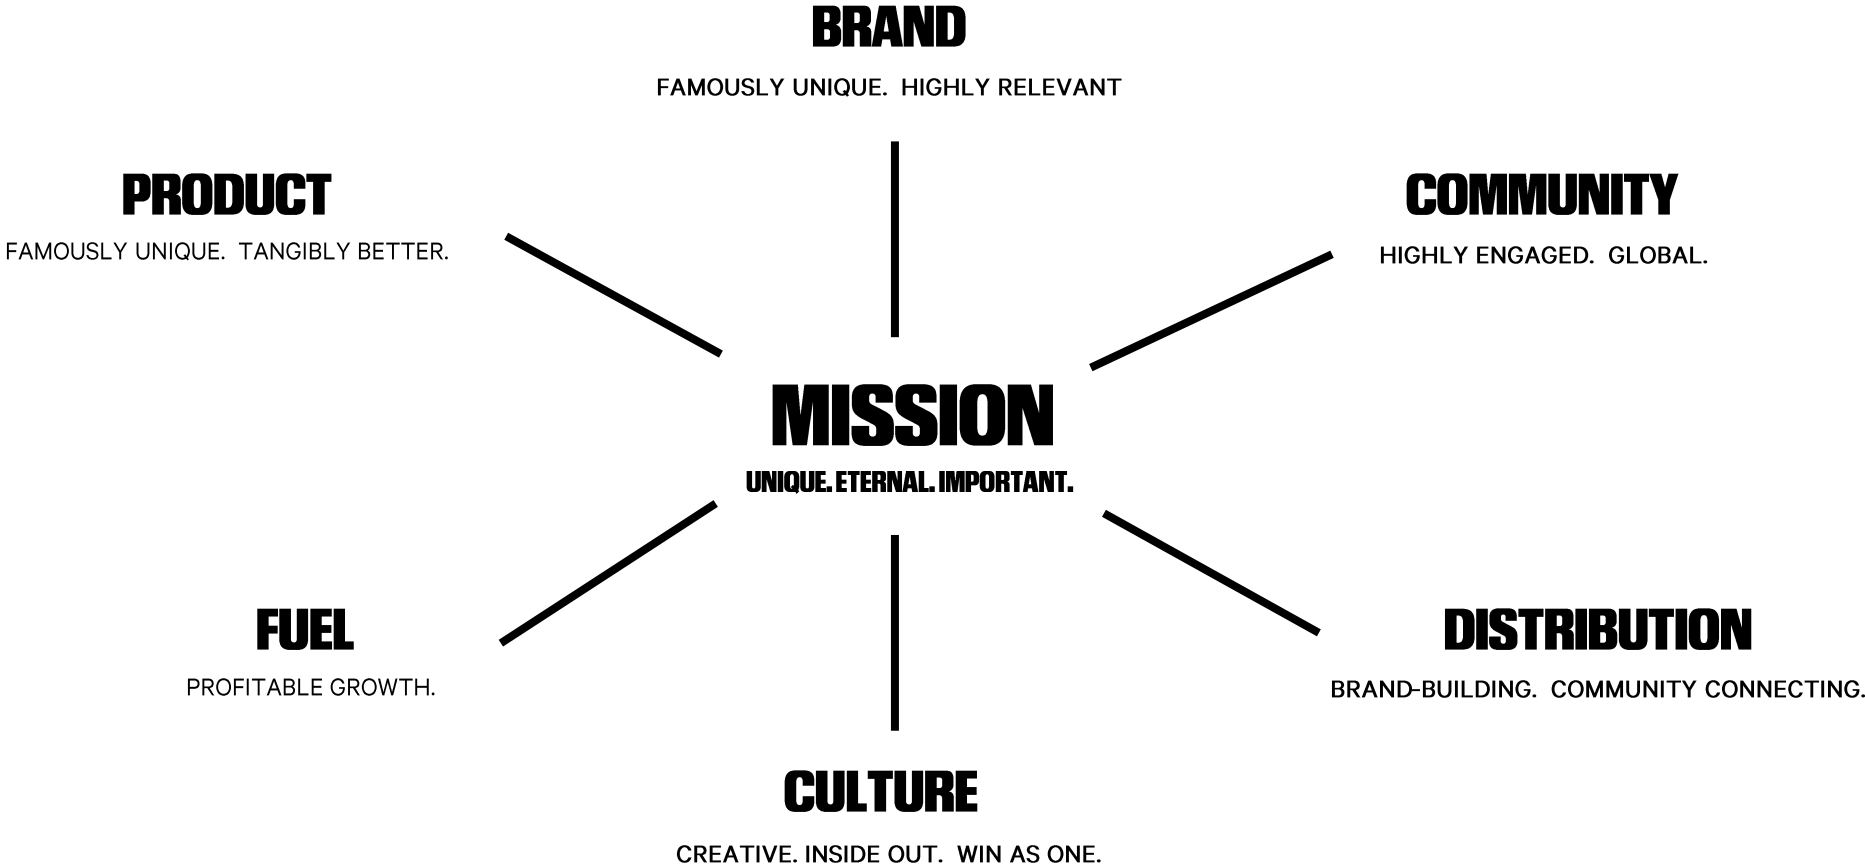 BRAND
FAMOUSLY UNIQUE.  HIGHLY RELEVANT
PRODUCT
FAMOUSLY UNIQUE.  TANGIBLY BETTER.
COMMUNITY
HIGHLY ENGAGED.  GLOBAL.
MISSION
UNIQUE. ETERNAL. IMPORTANT.
FUEL
PROFITABLE GROWTH.
DISTRIBUTION
BRAND-BUILDING.  COMMUNITY CONNECTING.
CULTURE
CREATIVE. INSIDE OUT.  WIN AS ONE.